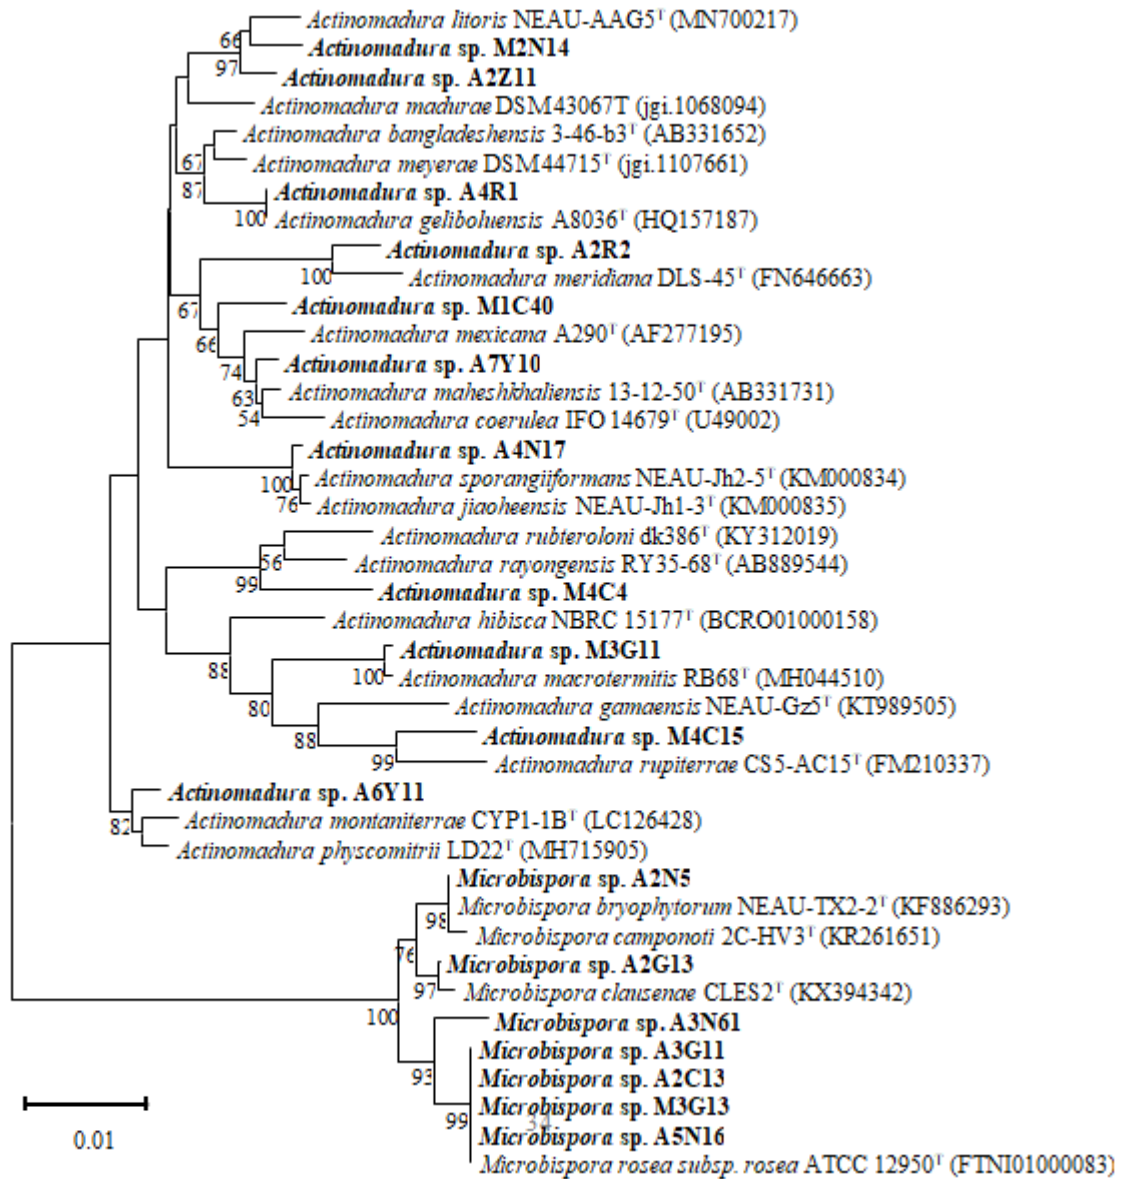 Actinomadura litoris NEAU-AAG5ᵀ (MN700217)
66
Actinomadura sp. M2N14
97
Actinomadura sp. A2Z11
Actinomadura madurae DSM43067T (jgi.1068094)
Actinomadura bangladeshensis 3-46-b3ᵀ (AB331652)
67
Actinomadura meyerae DSM44715ᵀ (jgi.1107661)
87
Actinomadura sp. A4R1
100
Actinomadura geliboluensis A8036ᵀ (HQ157187)
Actinomadura sp. A2R2
100
Actinomadura meridiana DLS-45ᵀ (FN646663)
67
Actinomadura sp. M1C40
66
Actinomadura mexicana A290ᵀ (AF277195)
74
Actinomadura sp. A7Y10
63
Actinomadura maheshkhaliensis 13-12-50ᵀ (AB331731)
54
Actinomadura coerulea IFO 14679ᵀ (U49002)
Actinomadura sp. A4N17
100
Actinomadura sporangiiformans NEAU-Jh2-5ᵀ (KM000834)
76
Actinomadura jiaoheensis NEAU-Jh1-3ᵀ (KM000835)
Actinomadura rubteroloni dk386ᵀ (KY312019)
56
Actinomadura rayongensis RY35-68ᵀ (AB889544)
99
Actinomadura sp. M4C4
Actinomadura hibisca NBRC 15177ᵀ (BCRO01000158)
88
Actinomadura sp. M3G11
100
Actinomadura macrotermitis RB68ᵀ (MH044510)
80
Actinomadura gamaensis NEAU-Gz5ᵀ (KT989505)
88
Actinomadura sp. M4C15
99
Actinomadura rupiterrae CS5-AC15ᵀ (FM210337)
Actinomadura sp. A6Y11
82
Actinomadura montaniterrae CYP1-1Bᵀ (LC126428)
Actinomadura physcomitrii LD22ᵀ (MH715905)
Microbispora sp. A2N5
98
Microbispora bryophytorum NEAU-TX2-2ᵀ (KF886293)
Microbispora camponoti 2C-HV3ᵀ (KR261651)
76
Microbispora sp. A2G13
97
Microbispora clausenae CLES2ᵀ (KX394342)
100
Microbispora sp. A3N61
Microbispora sp. A3G11
93
Microbispora sp. A2C13
Microbispora sp. M3G13
99
34
Microbispora sp. A5N16
Microbispora rosea subsp. rosea ATCC 12950ᵀ (FTNI01000083)
0.01